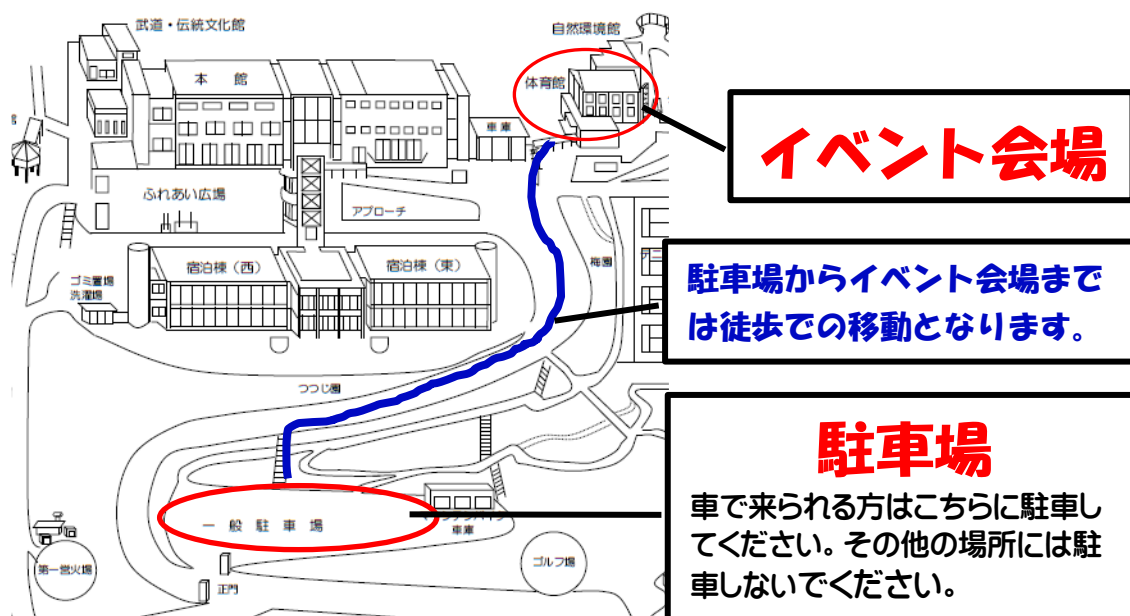 武道・伝統文化館
自然環境館
本 館
体育館
車庫
イベント会場
ふれあい広場
アプローチ
梅園
テニ
宿泊棟(西)
宿泊棟(東)
ゴミ置場
洗濯場
駐車場からイベント会場まで
は徒歩での移動となります。
つつじ園
駐車場
車で来られる方はこちらに駐車し
てください。その他の場所には駐
車しないでください。
一 般 駐 車 場
車庫
第一営火場
ゴルフ場
正門